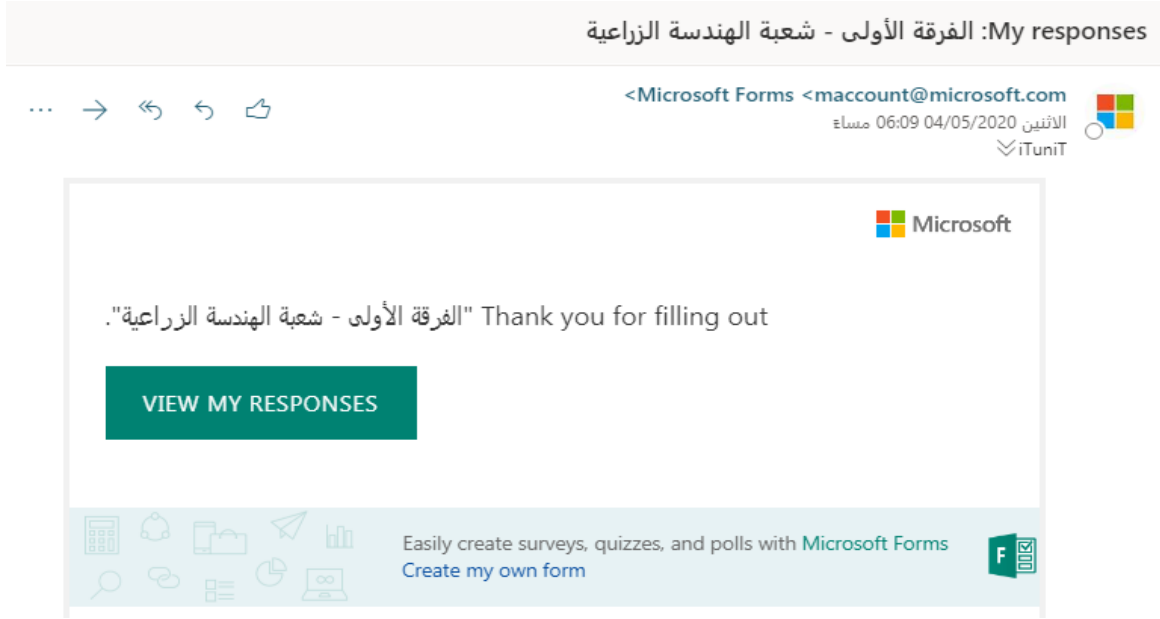 My responses: الفرقة الأولى - شعبة الهندسة الزراعية
Microsoft Forms <maccount@microsoft.com>
الاثنين 04/05/2020 06:09 مساءً
iTuniT
Microsoft
Thank you for filling out "الفرقة الأولى - شعبة الهندسة الزراعية".
VIEW MY RESPONSES
Easily create surveys, quizzes, and polls with Microsoft Forms
Create my own form
F